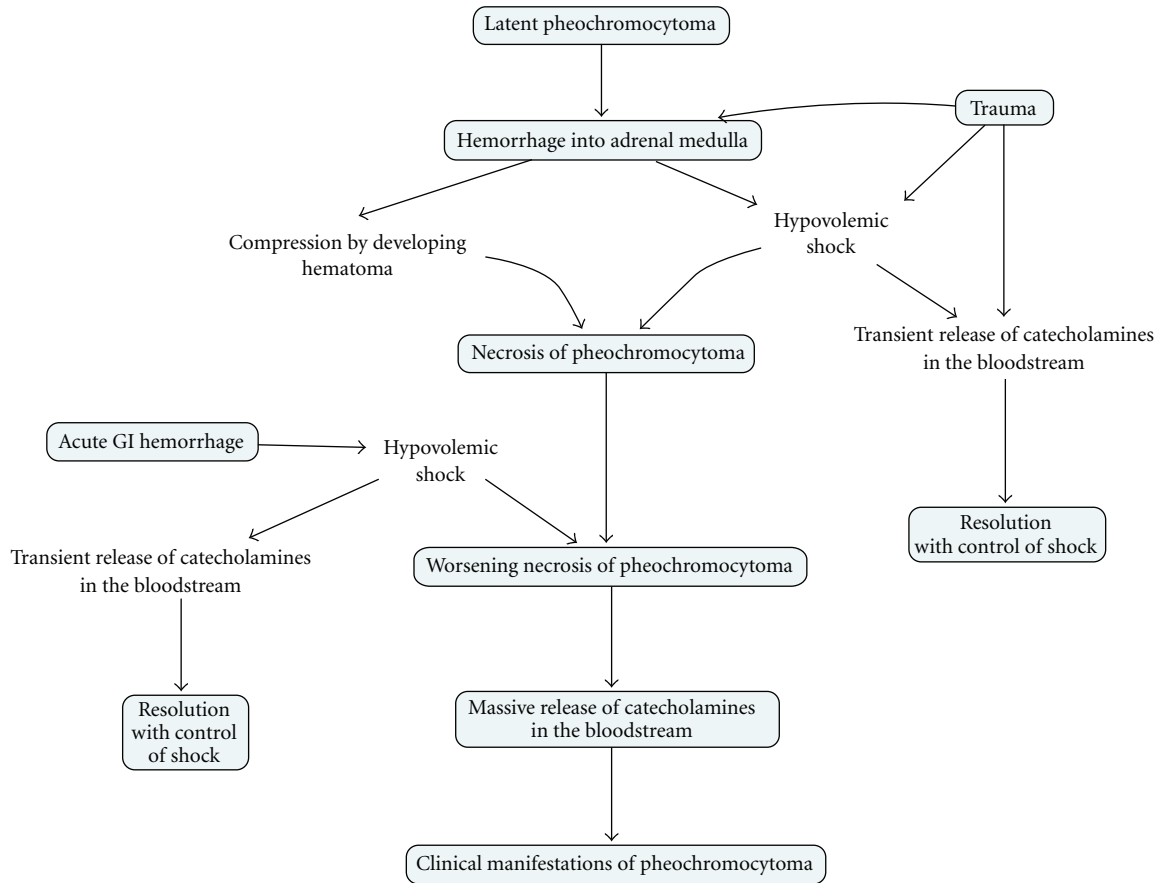 Latent pheochromocytoma
Trauma
Hemorrhage into adrenal medulla
Hypovolemic
shock
Compression by developing
hematoma
Transient release of catecholamines
in the bloodstream
Necrosis of pheochromocytoma
Acute GI hemorrhage
Hypovolemic
shock
Resolution
with control of shock
Transient release of catecholamines
in the bloodstream
Worsening necrosis of pheochromocytoma
Resolution
with control
of shock
Massive release of catecholamines
in the bloodstream
Clinical manifestations of pheochromocytoma